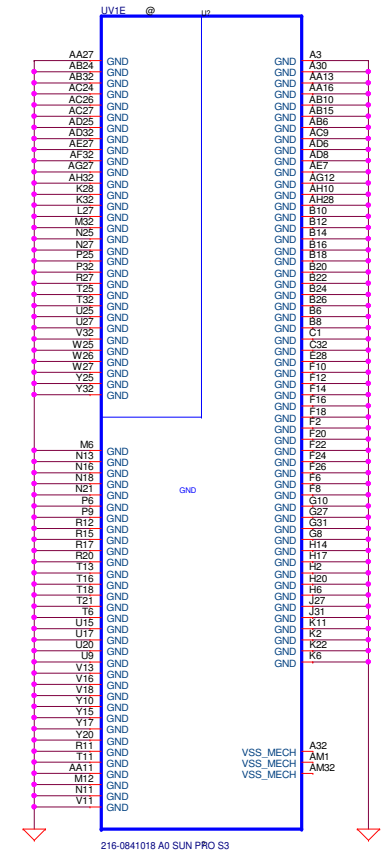 UV1E @
AA27 GND
AB24 GND
AB32 GND
AC24 GND
AC26 GND
AC27 GND
AD25 GND
AD32 GND
AE27 GND
AF32 GND
AG27 GND
AH32 GND
K28 GND
K32 GND
L27 GND
M32 GND
N25 GND
N27 GND
P25 GND
P32 GND
R27 GND
T25 GND
T32 GND
U25 GND
U27 GND
V32 GND
W25 GND
W26 GND
W27 GND
Y25 GND
Y32 GND
M6 GND
N13 GND
N16 GND
N18 GND
N21 GND
P6 GND
P9 GND
R12 GND
R15 GND
R17 GND
R20 GND
T13 GND
T16 GND
T18 GND
T21 GND
T6 GND
U15 GND
U17 GND
U20 GND
U9 GND
V13 GND
V16 GND
V18 GND
Y10 GND
Y15 GND
Y17 GND
Y20 GND
R11 GND
T11 GND
AA11 GND
M12 GND
N11 GND
V11 GND
GND
GND A3
GND A30
GND AA13
GND AA16
GND AB10
GND AB15
GND AB6
GND AC9
GND AD6
GND AD8
GND AE7
GND AG12
GND AH10
GND AH28
GND B10
GND B12
GND B14
GND B16
GND B18
GND B20
GND B22
GND B24
GND B26
GND B6
GND B8
GND C1
GND C32
GND E28
GND F10
GND F12
GND F14
GND F16
GND F18
GND F2
GND F20
GND F22
GND F24
GND F26
GND F6
GND F8
GND G10
GND G27
GND G31
GND G8
GND H14
GND H17
GND H2
GND H20
GND H6
GND J27
GND J31
GND K11
GND K2
GND K22
GND K6
VSS_MECH A32
VSS_MECH AM1
VSS_MECH AM32
216-0841018 A0 SUN PRO S3